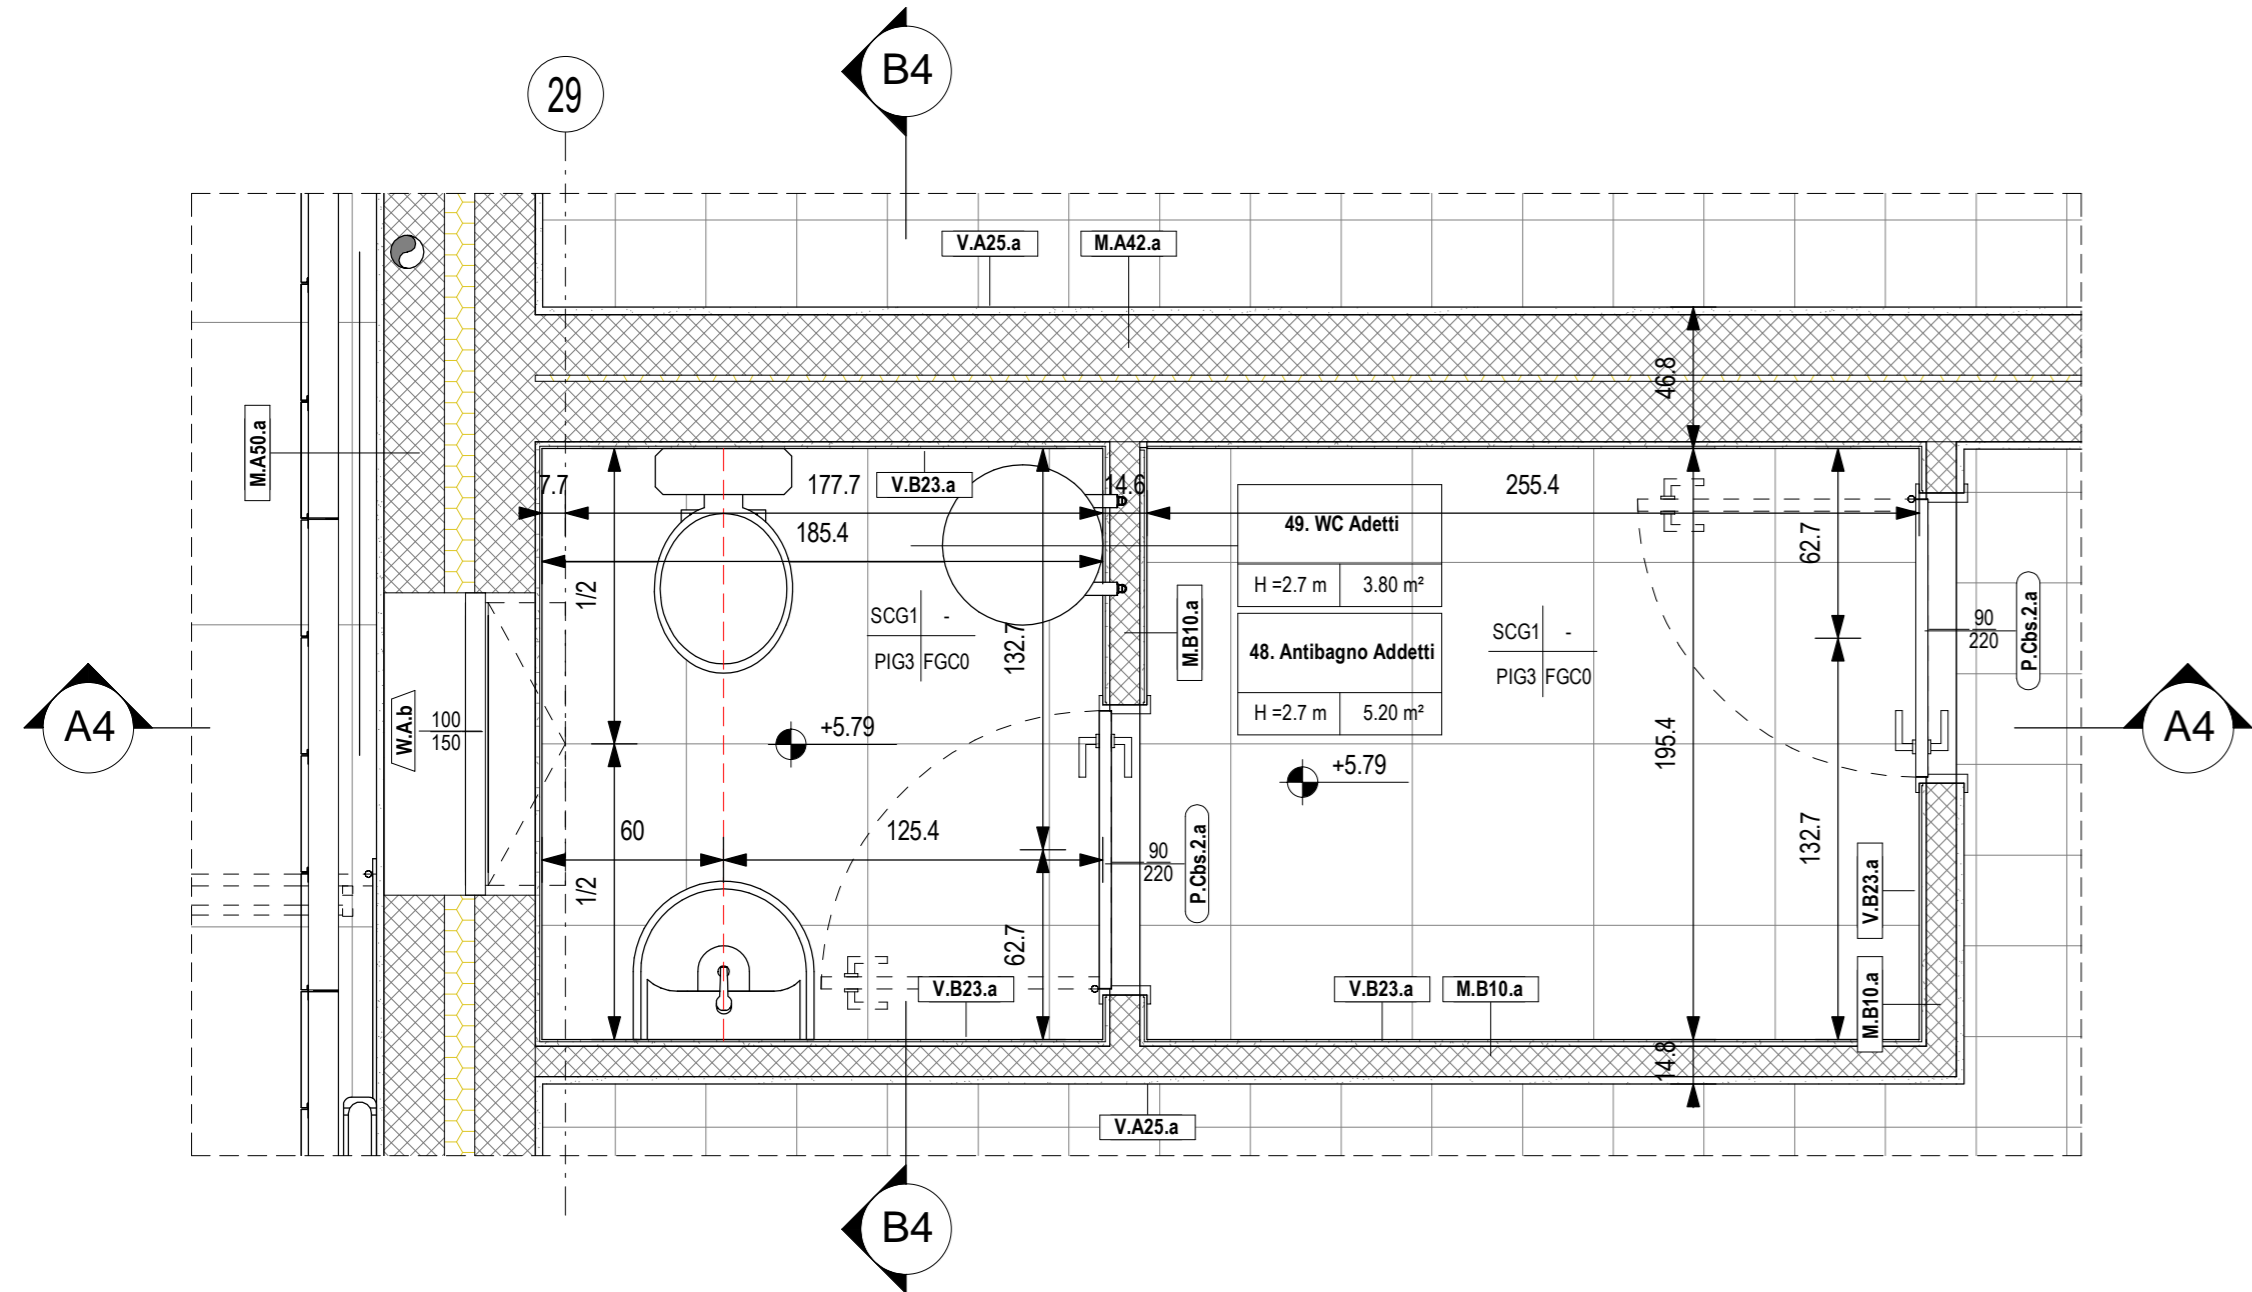 B4
29
V.A25.a
M.A42.a
46.8
M.A50.a
7.7
177.7
V.B23.a
14.6
255.4
185.4
49. WC Adetti
H =2.7 m
3.80 m²
62.7
1/2
SCG1
-
PIG3
FGC0
132.7
M.B10.a
48. Antibagno Addetti
H =2.7 m
5.20 m²
SCG1
-
PIG3
FGC0
90
220
P.Cbs.2.a
A4
W.A.b
100
150
+5.79
+5.79
195.4
A4
60
125.4
90
220
P.Cbs.2.a
132.7
V.B23.a
1/2
62.7
V.B23.a
V.B23.a
M.B10.a
M.B10.a
14.8
V.A25.a
B4